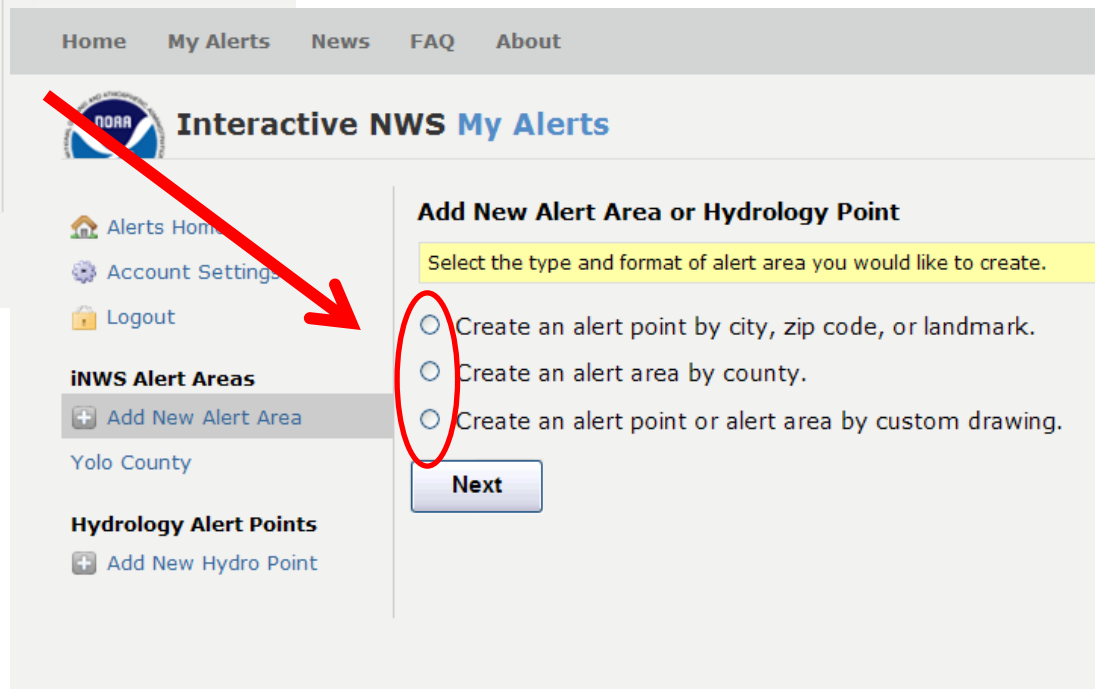 Home My Alerts News FAQ About
NOAA
Interactive NWS My Alerts
Alerts Home
Account Settings
Logout
iNWS Alert Areas
Add New Alert Area
Yolo County
Hydrology Alert Points
Add New Hydro Point
Add New Alert Area or Hydrology Point
Select the type and format of alert area you would like to create.
Create an alert point by city, zip code, or landmark.
Create an alert area by county.
Create an alert point or alert area by custom drawing.
Next